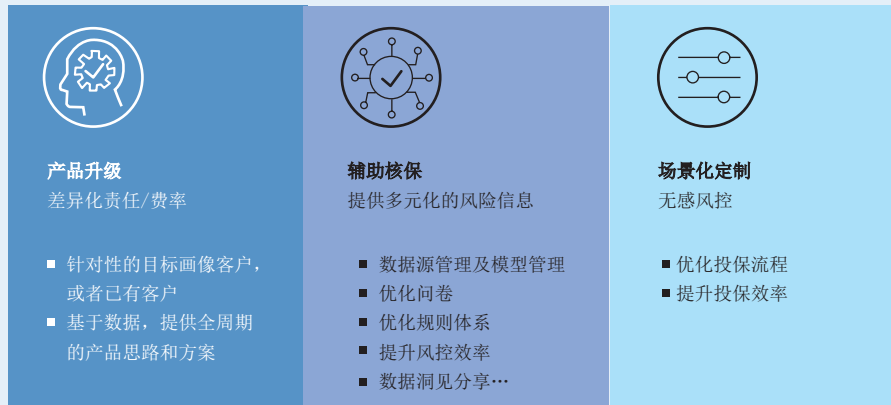 产品升级
差异化责任/费率
■ 针对性的目标画像客户，
或者已有客户
■ 基于数据，提供全周期
的产品思路和方案
辅助核保
提供多元化的风险信息
■ 数据源管理及模型管理
■ 优化问卷
■ 优化规则体系
■ 提升风控效率
■ 数据洞见分享…
场景化定制
无感风控
■ 优化投保流程
■ 提升投保效率